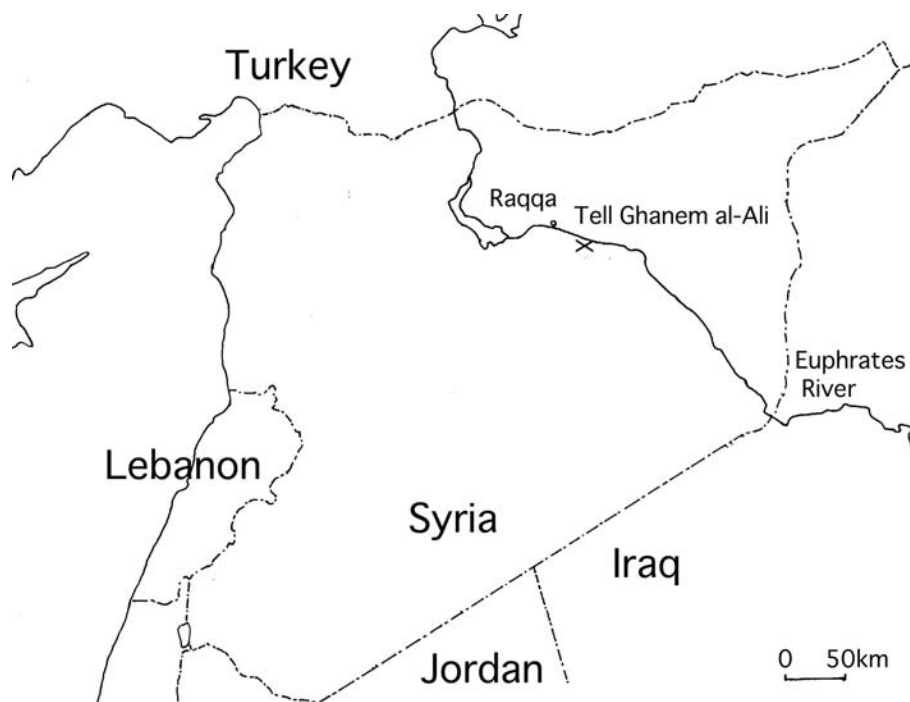 Turkey
Raqqa
Tell Ghanem al-Ali
Euphrates
River
Lebanon
Syria
Iraq
Jordan
0 50km